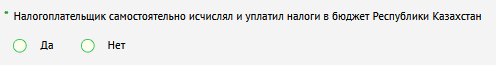 * Налогоплательщик самостоятельно исчислял и уплатил налоги в бюджет Республики Казахстан
Да Нет